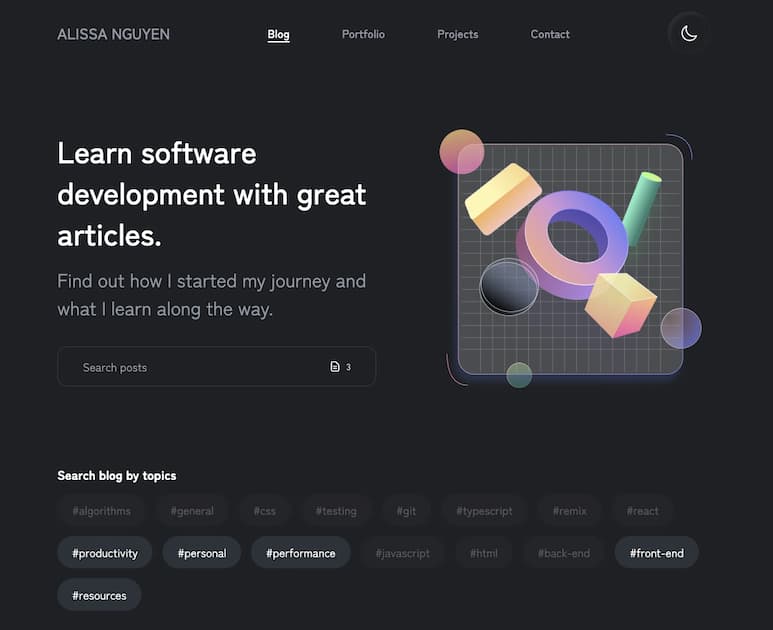 ALISSA NGUYEN Blog Portfolio Projects Contact
Learn software
development with great
articles.
Find out how I started my journey and
what I learn along the way.
Search posts 3
Search blog by topics
#algorithms #general #css #testing #git #typescript #remix #react
#productivity #personal #performance #javascript #html #back-end #front-end
#resources